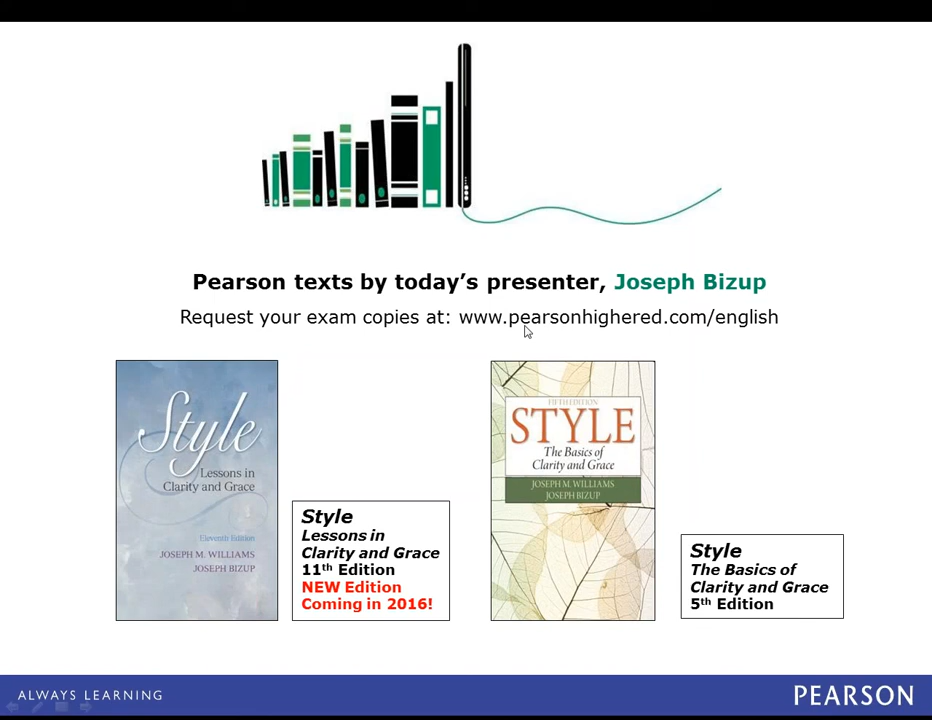 Pearson texts by today's presenter, Joseph Bizup
Request your exam copies at: www.pearsonhighered.com/english
Style
Lessons in
Clarity and Grace
Eleventh Edition
JOSEPH M. WILLIAMS
JOSEPH BIZUP
Style
Lessons in
Clarity and Grace
11th Edition
NEW Edition
Coming in 2016!
FIFTH EDITION
STYLE
The Basics of
Clarity and Grace
JOSEPH M. WILLIAMS
JOSEPH BIZUP
Style
The Basics of
Clarity and Grace
5th Edition
ALWAYS LEARNING
PEARSON